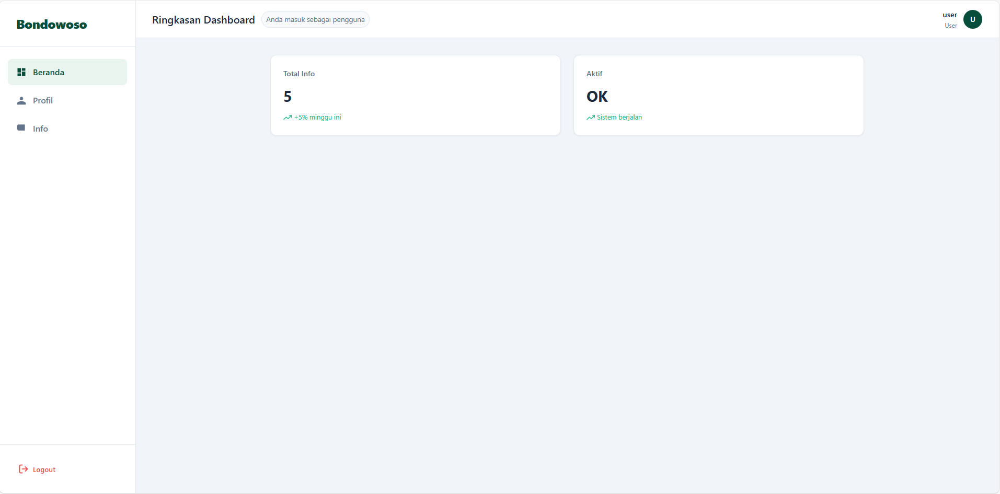 Bondowoso
Beranda
Profil
Info
Logout
Ringkasan Dashboard
Anda masuk sebagai pengguna
user
User
U
Total Info
5
+5% minggu ini
Aktif
OK
Sistem berjalan